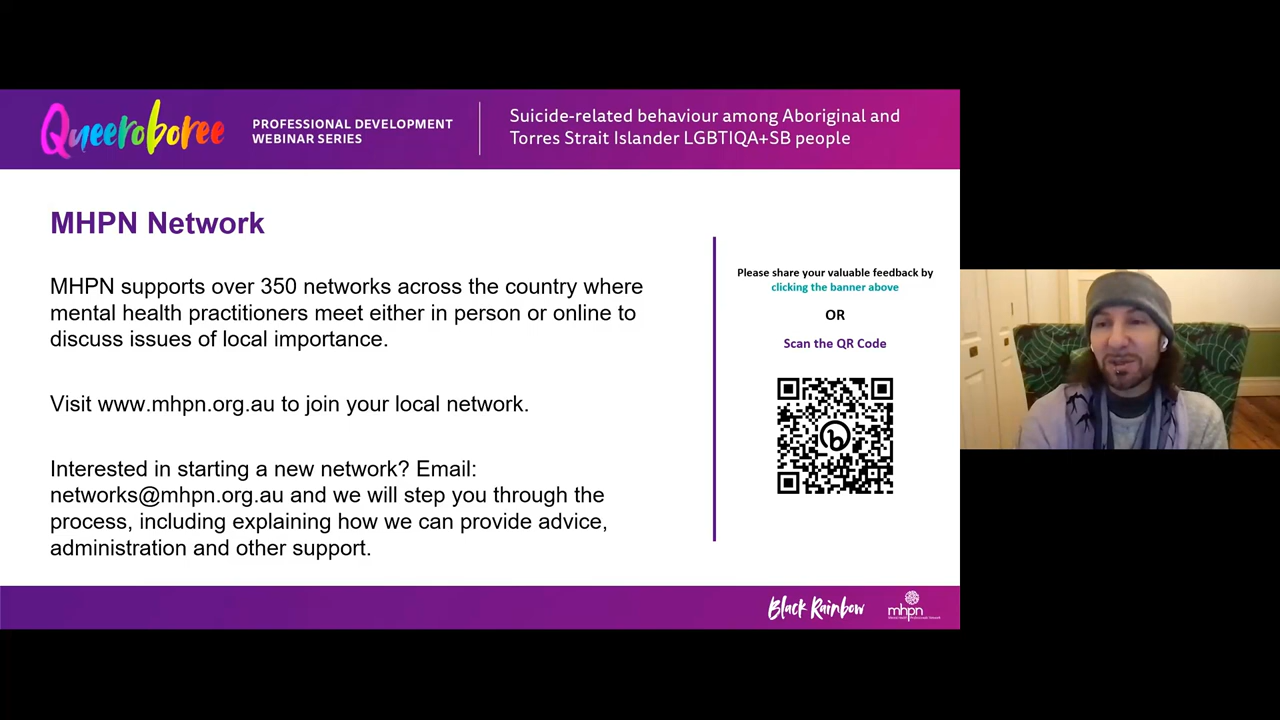 Queeroboree
PROFESSIONAL DEVELOPMENT
WEBINAR SERIES
Suicide-related behaviour among Aboriginal and
Torres Strait Islander LGBTIQA+SB people
MHPN Network
MHPN supports over 350 networks across the country where
mental health practitioners meet either in person or online to
discuss issues of local importance.
Visit www.mhpn.org.au to join your local network.
Interested in starting a new network? Email:
networks@mhpn.org.au and we will step you through the
process, including explaining how we can provide advice,
administration and other support.
Please share your valuable feedback by
clicking the banner above
OR
Scan the QR Code
b
Black Rainbow
mhpn
Mental Health Professionals' Network